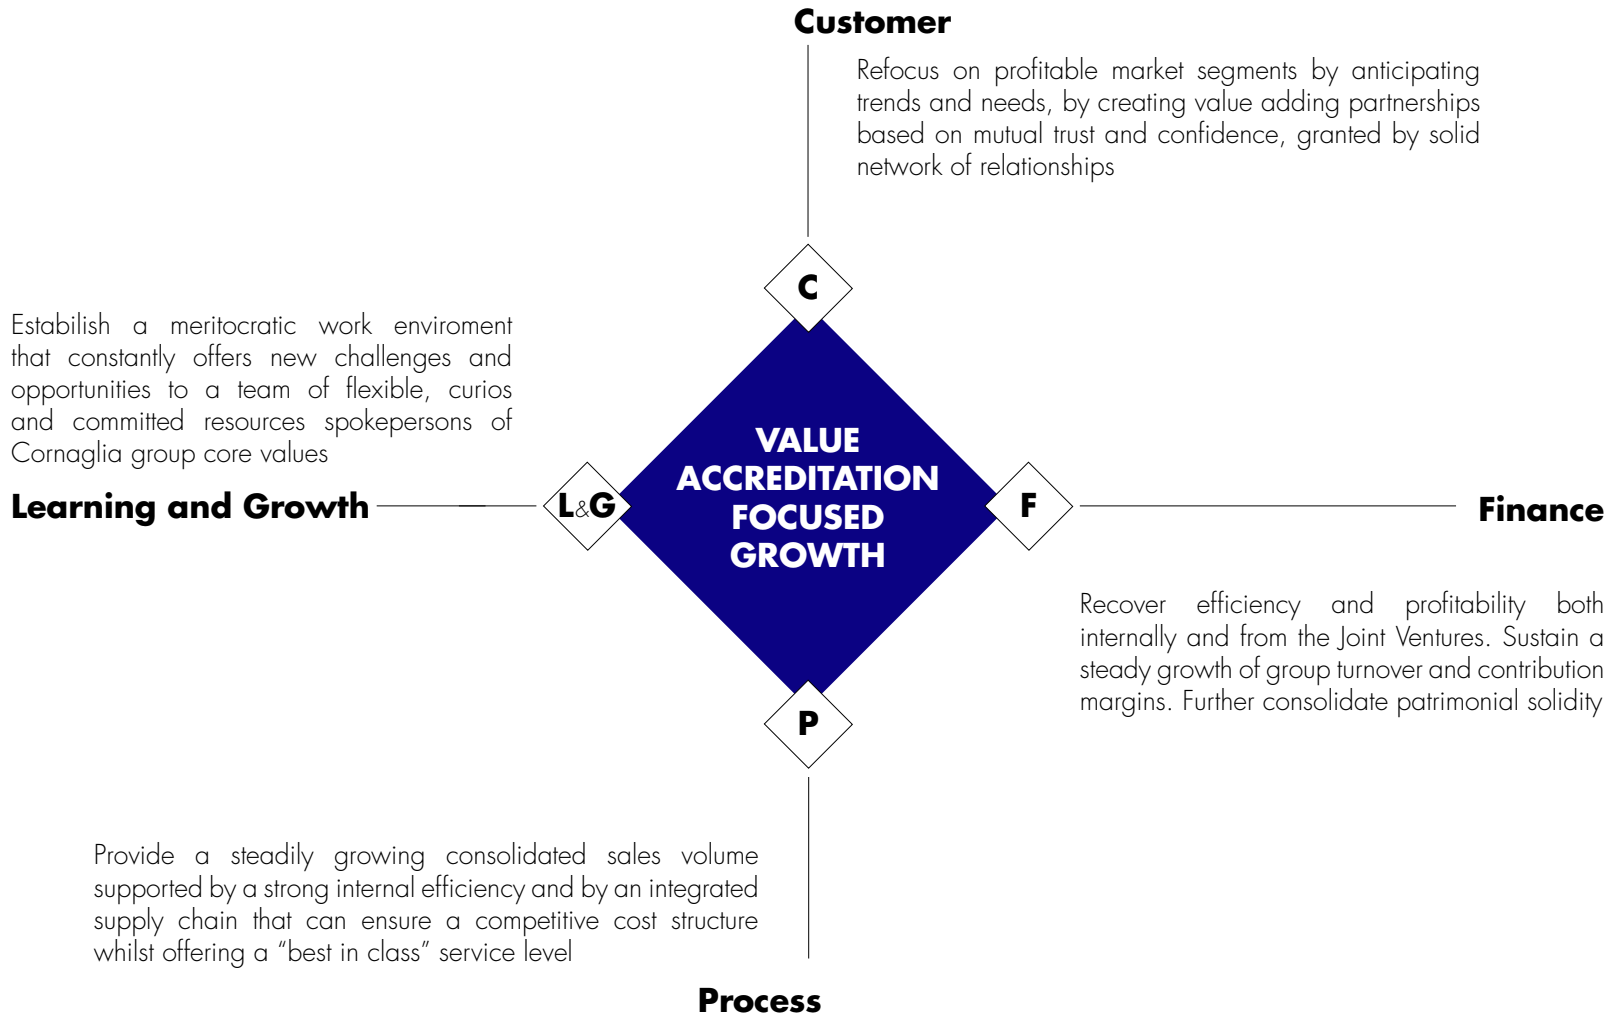 Customer
Refocus on profitable market segments by anticipating
trends and needs, by creating value adding partnerships
based on mutual trust and confidence, granted by solid
network of relationships
C
Estabilish a meritocratic work enviroment
that constantly offers new challenges and
opportunities to a team of flexible, curios
and committed resources spokepersons of
Cornaglia group core values
Learning and Growth
L&G
VALUE
ACCREDITATION
FOCUSED
GROWTH
F
Finance
Recover efficiency and profitability both
internally and from the Joint Ventures. Sustain a
steady growth of group turnover and contribution
margins. Further consolidate patrimonial solidity
P
Provide a steadily growing consolidated sales volume
supported by a strong internal efficiency and by an integrated
supply chain that can ensure a competitive cost structure
whilst offering a “best in class” service level
Process